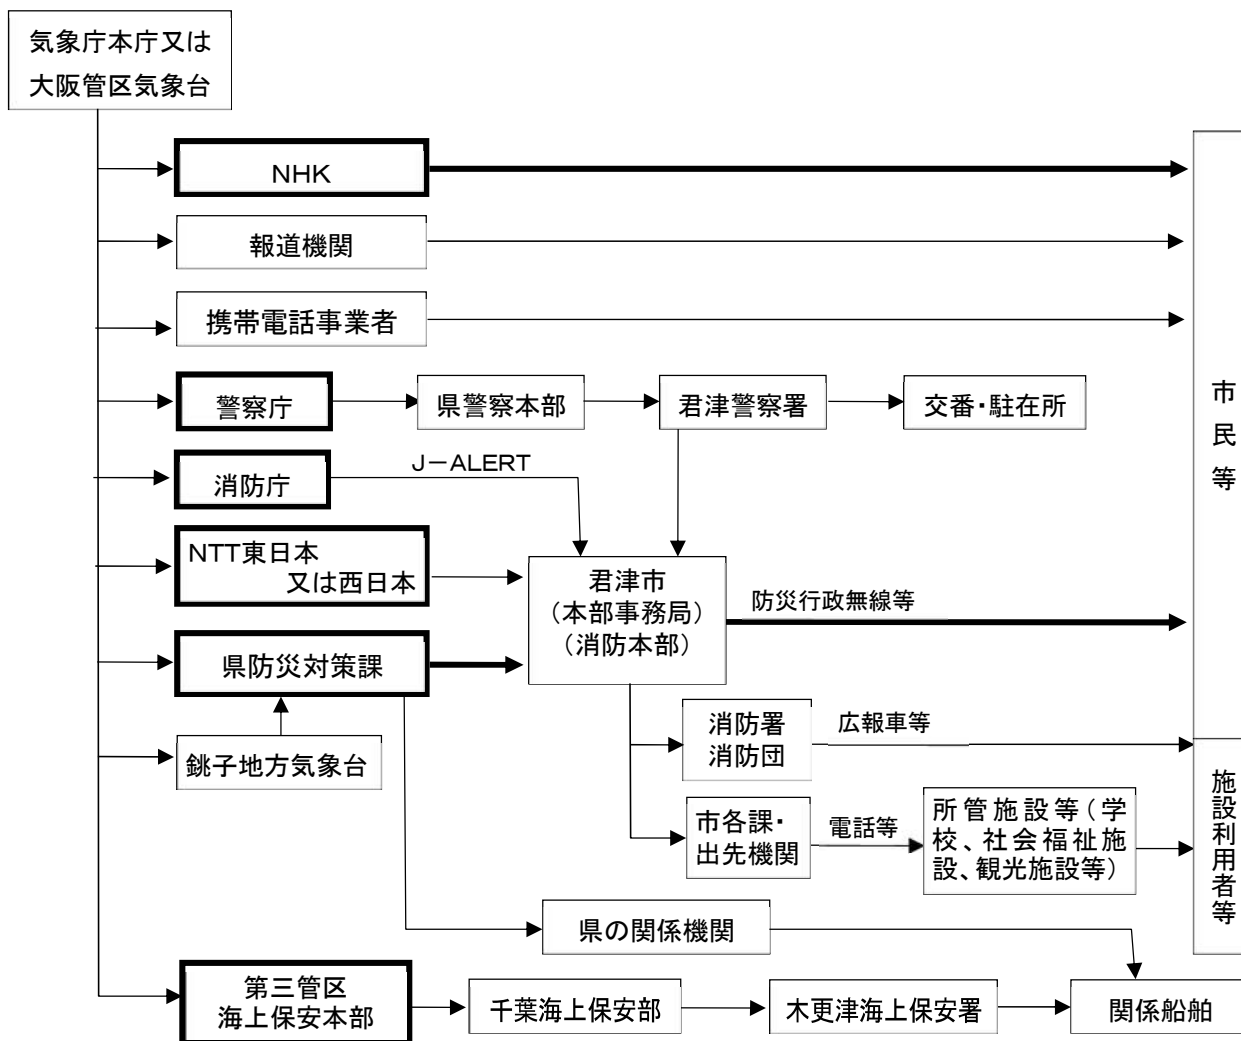 気象庁本庁又は
大阪管区気象台
NHK
報道機関
携帯電話事業者
警察庁
県警察本部
君津警察署
交番・駐在所
消防庁
J－ALERT
NTT東日本
又は西日本
君津市
（本部事務局）
（消防本部）
防災行政無線等
県防災対策課
銚子地方気象台
消防署
消防団
広報車等
市各課・
出先機関
電話等
所管施設等（学
校、社会福祉施
設、観光施設等）
県の関係機関
第三管区
海上保安本部
千葉海上保安部
木更津海上保安署
関係船舶
市民等
施設利用者等